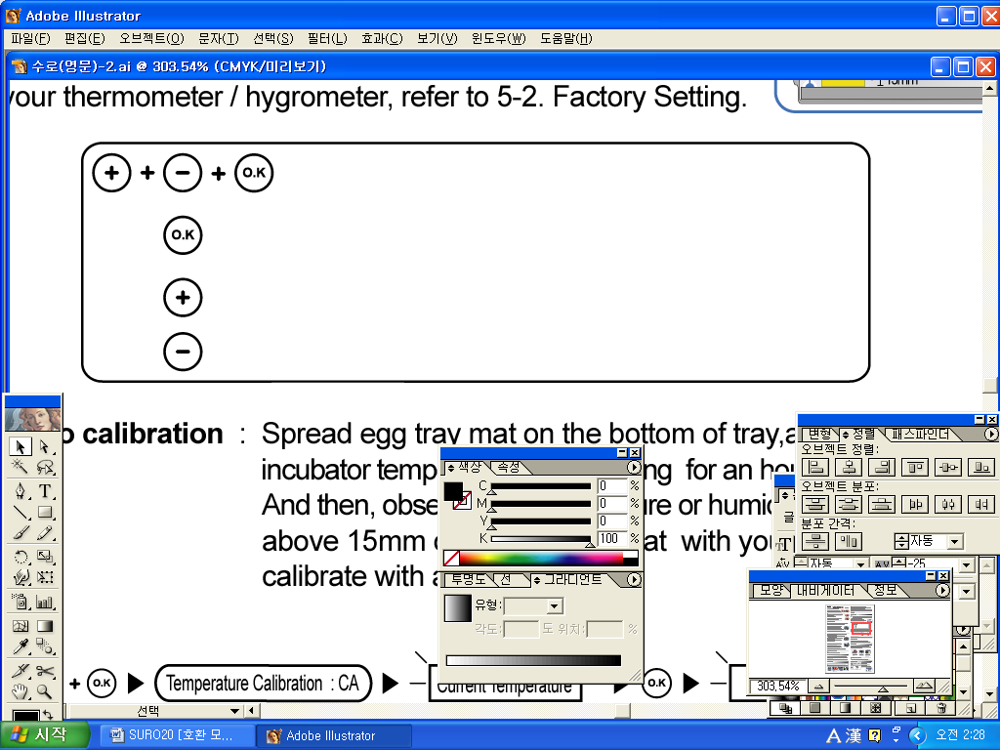 Adobe Illustrator
파일(F) 편집(E) 오브젝트(O) 문자(T) 선택(S) 필터(L) 효과(C) 보기(V) 윈도우(W) 도움말(H)
수로(명문)-2.ai @ 303.54% (CMYK/미리보기)
your thermometer / hygrometer, refer to 5-2. Factory Setting.
15mm
+ + − + O.K
O.K
+
−
o calibration : Spread egg tray mat on the bottom of tray,a
incubator temp ng for an ho
And then, obse ure or humid
above 15mm at with yo
calibrate with a
색상 속성
C 0 %
M 0 %
Y 0 %
K 100 %
투명도 선 그라디언트
유형:
각도: 도 위치: %
변형 정렬 패스파인더
오브젝트 정렬:
오브젝트 분포:
분포 간격:
자동
글
자동 -25
모양 내비게이터 정보
303.54%
+ O.K Temperature Calibration : CA Current Temperature O.K
선택
시작 SURO20 [호환 모... Adobe Illustrator A 漢 오전 2:28